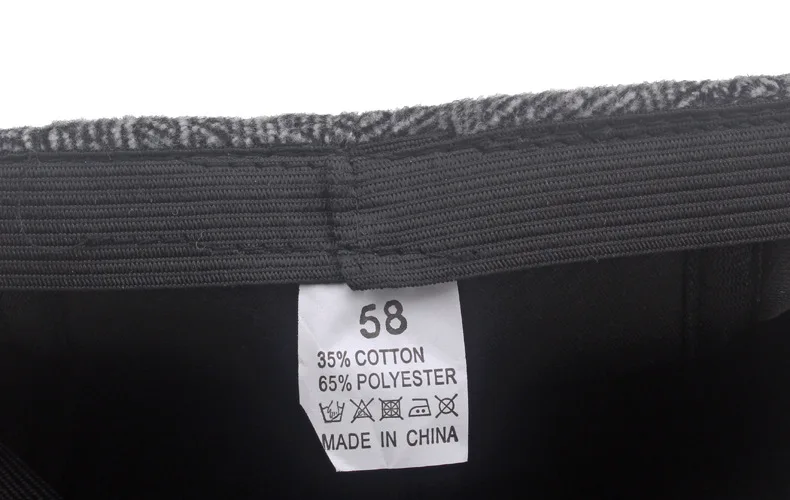 58
35% COTTON
65% POLYESTER
MADE IN CHINA